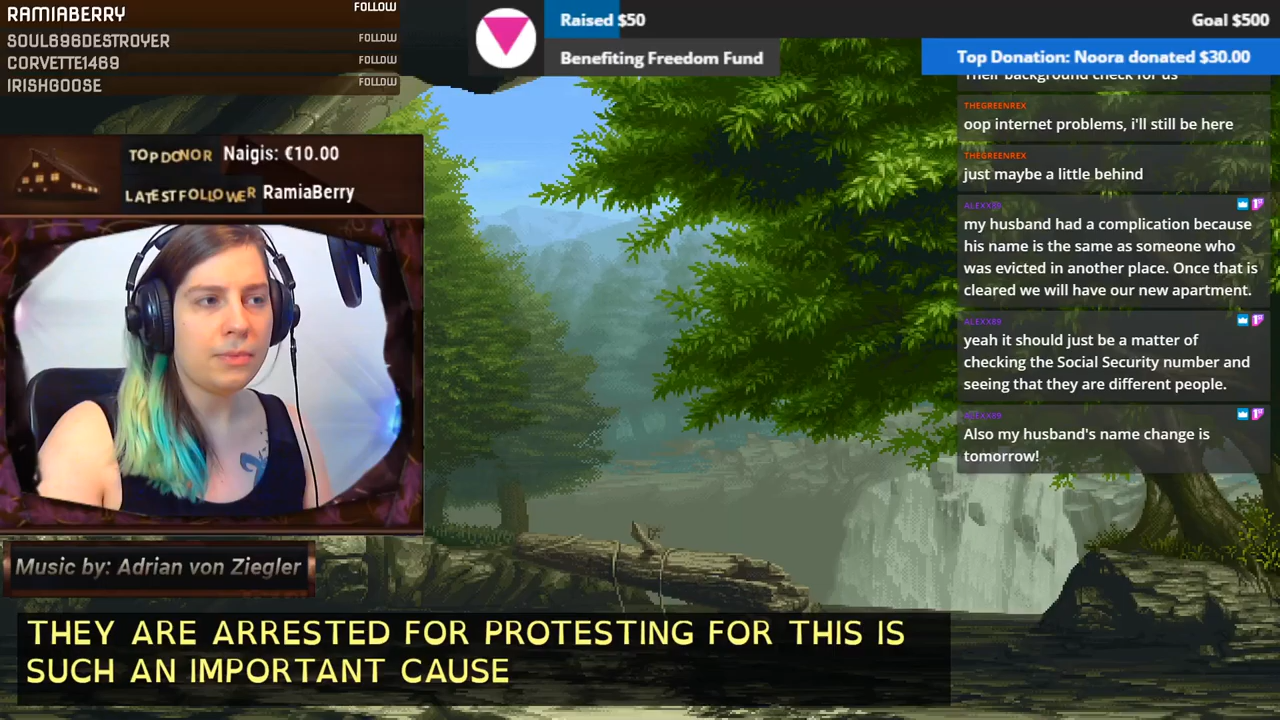 RAMIABERRY FOLLOW
SOUL696DESTROYER FOLLOW
CORVETTE1469 FOLLOW
IRISHGOOSE FOLLOW
Raised $50
Goal $500
Benefiting Freedom Fund
Top Donation: Noora donated $30.00
TOP DONOR Naigis: €10.00
LATEST FOLLOWER RamiaBerry
Their background check for us
THEGREENREX
oop internet problems, i'll still be here
THEGREENREX
just maybe a little behind
ALEXX89
my husband had a complication because
his name is the same as someone who
was evicted in another place. Once that is
cleared we will have our new apartment.
ALEXX89
yeah it should just be a matter of
checking the Social Security number and
seeing that they are different people.
ALEXX89
Also my husband's name change is
tomorrow!
Music by: Adrian von Ziegler
THEY ARE ARRESTED FOR PROTESTING FOR THIS IS
SUCH AN IMPORTANT CAUSE